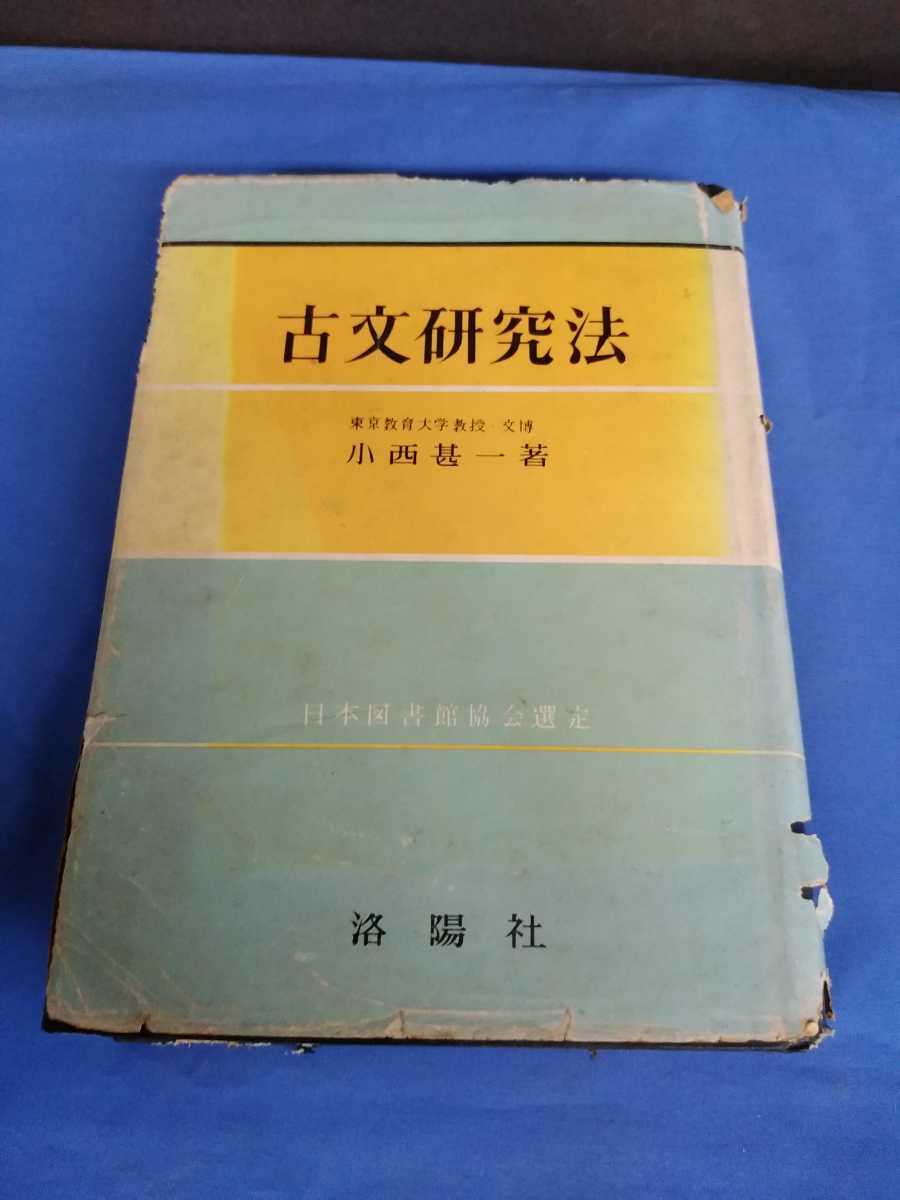 古文研究法
東京教育大学教授・文博
小西甚一著
日本図書館協会選定
洛陽社